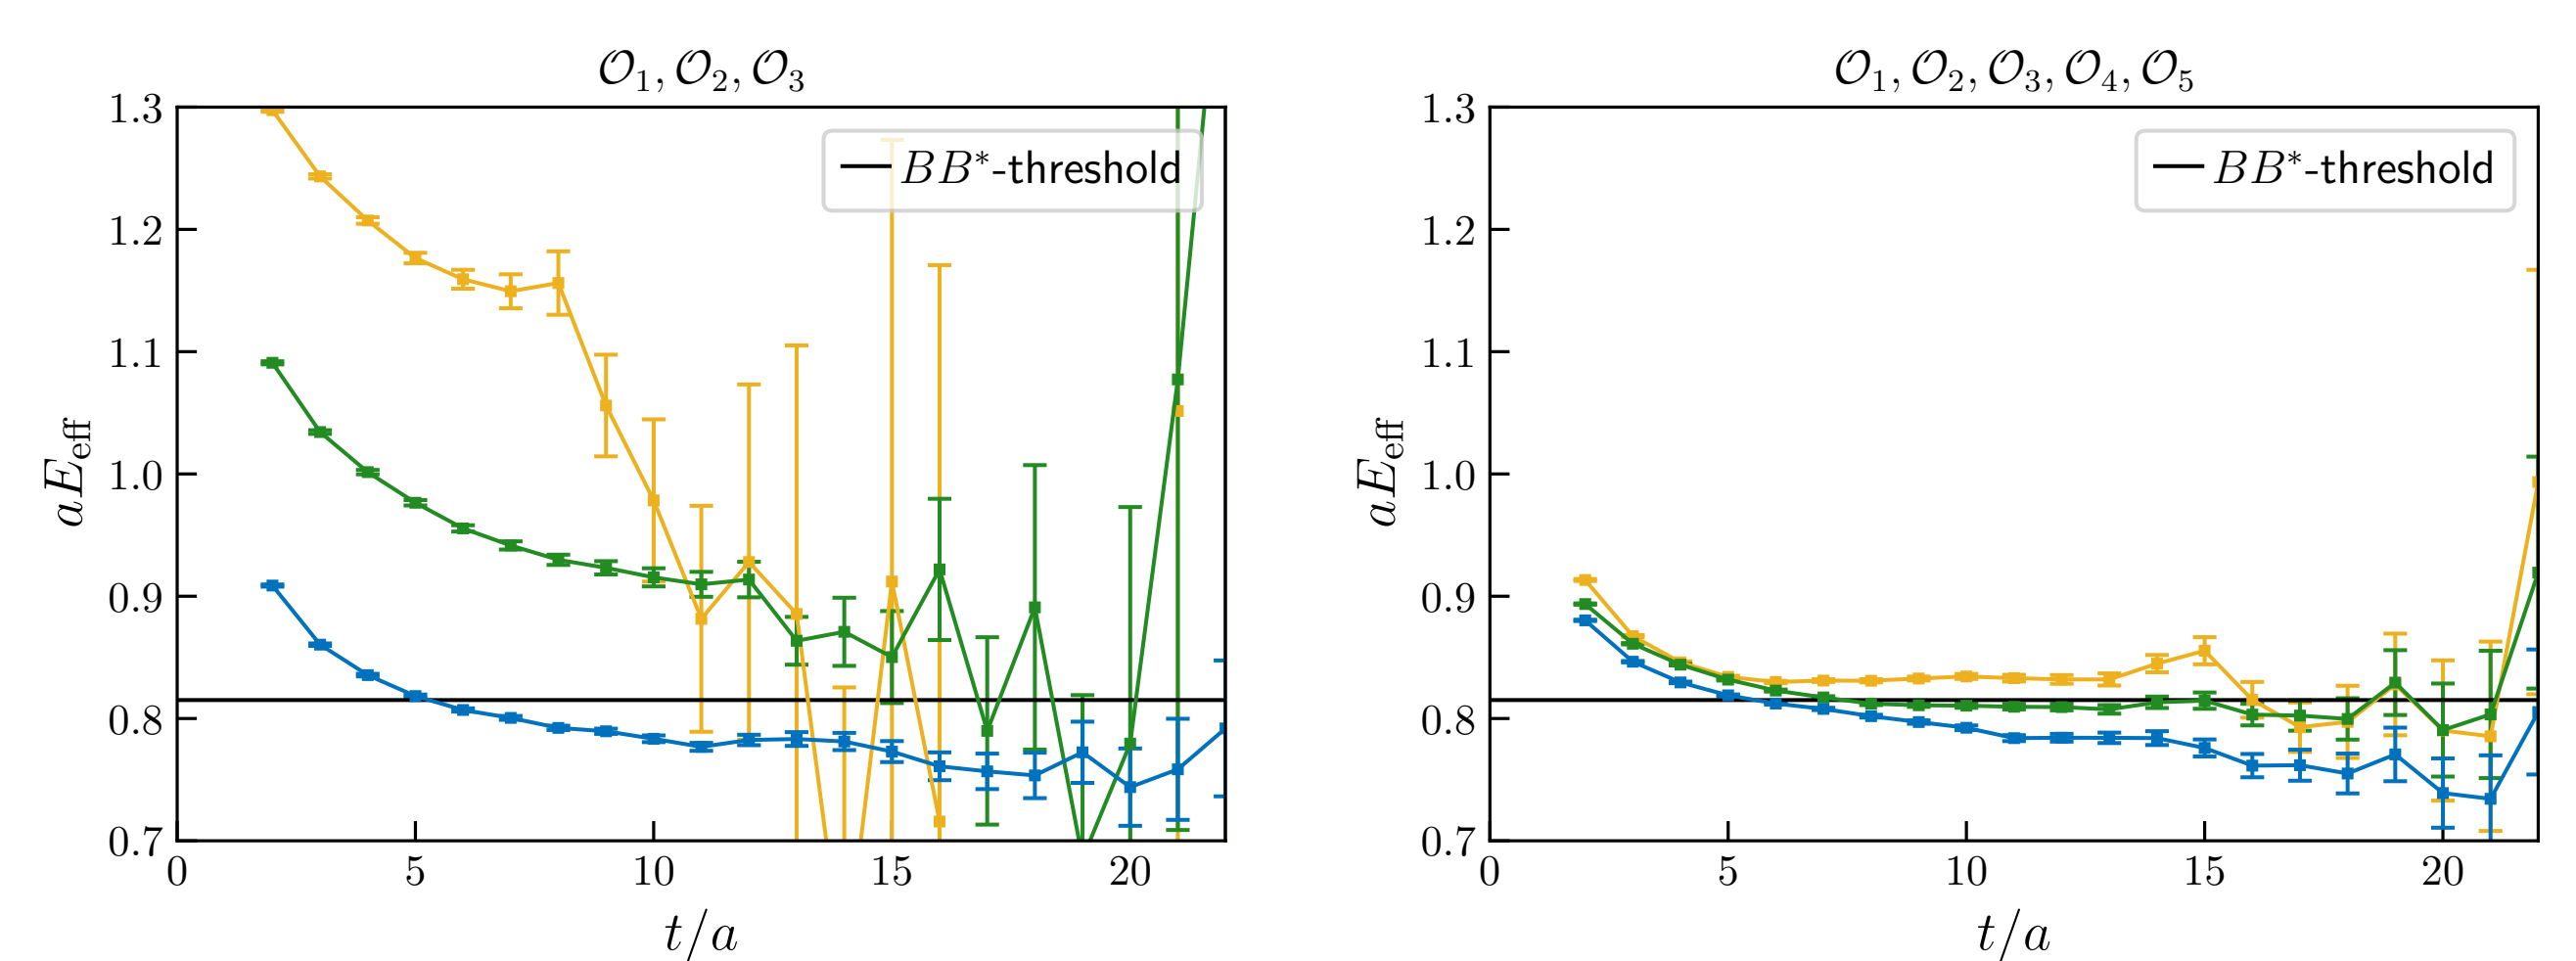 𝒪₁, 𝒪₂, 𝒪₃
BB*-threshold
aE_eff
1.3
1.2
1.1
1.0
0.9
0.8
0.7
0 5 10 15 20
t/a
𝒪₁, 𝒪₂, 𝒪₃, 𝒪₄, 𝒪₅
BB*-threshold
aE_eff
1.3
1.2
1.1
1.0
0.9
0.8
0.7
0 5 10 15 20
t/a